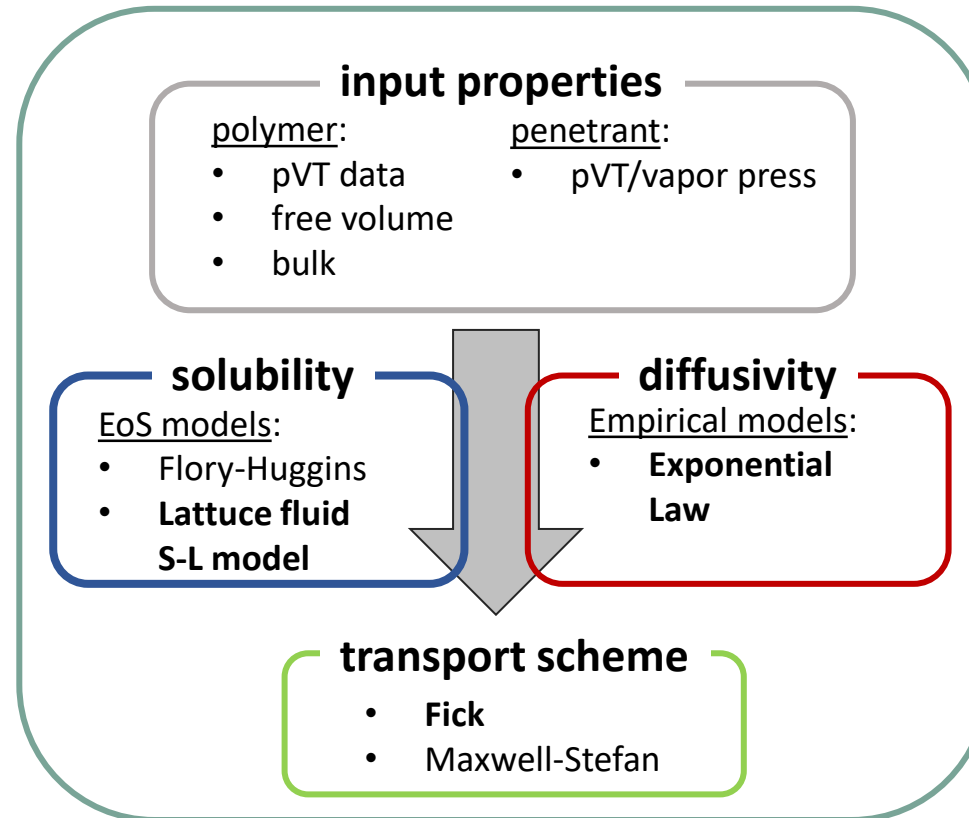 input properties
polymer:
• pVT data
• free volume
• bulk
penetrant:
• pVT/vapor press
solubility
EoS models:
• Flory-Huggins
• Lattuce fluid
S-L model
diffusivity
Empirical models:
• Exponential
Law
transport scheme
• Fick
• Maxwell-Stefan